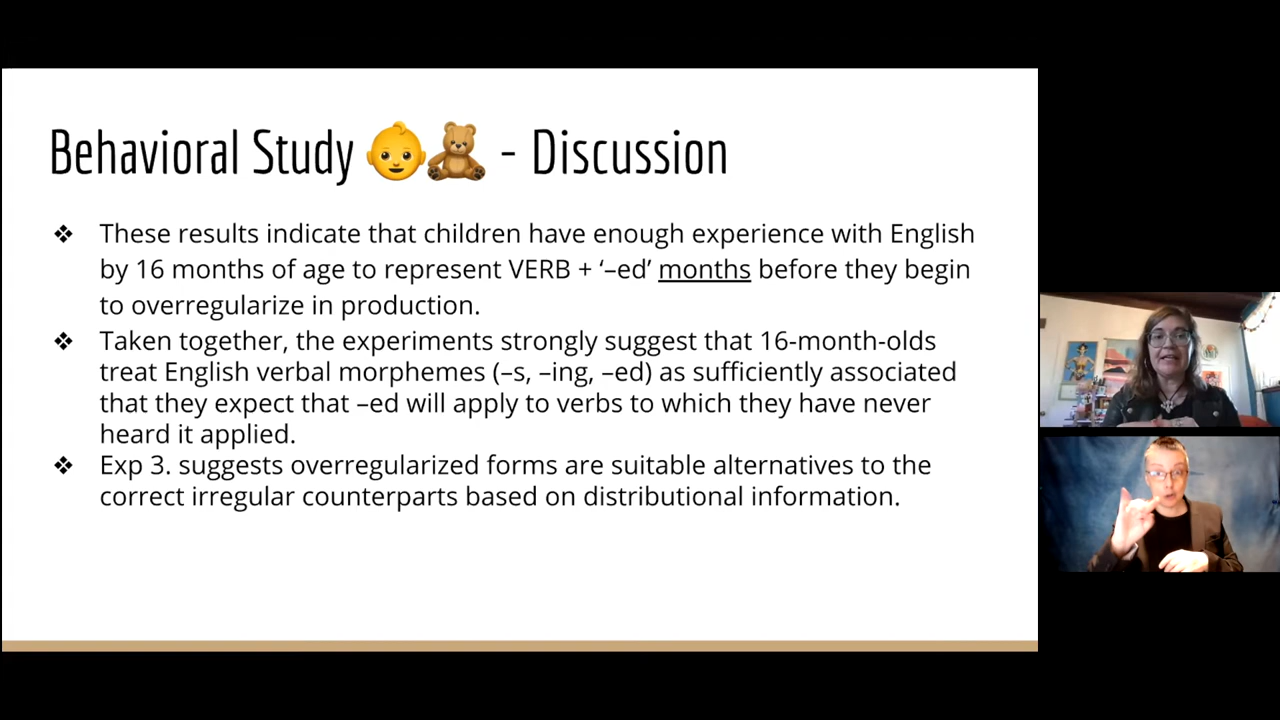 Behavioral Study 👶🧸 - Discussion
❖ These results indicate that children have enough experience with English
by 16 months of age to represent VERB + ‘–ed’ months before they begin
to overregularize in production.
❖ Taken together, the experiments strongly suggest that 16-month-olds
treat English verbal morphemes (–s, –ing, –ed) as sufficiently associated
that they expect that –ed will apply to verbs to which they have never
heard it applied.
❖ Exp 3. suggests overregularized forms are suitable alternatives to the
correct irregular counterparts based on distributional information.